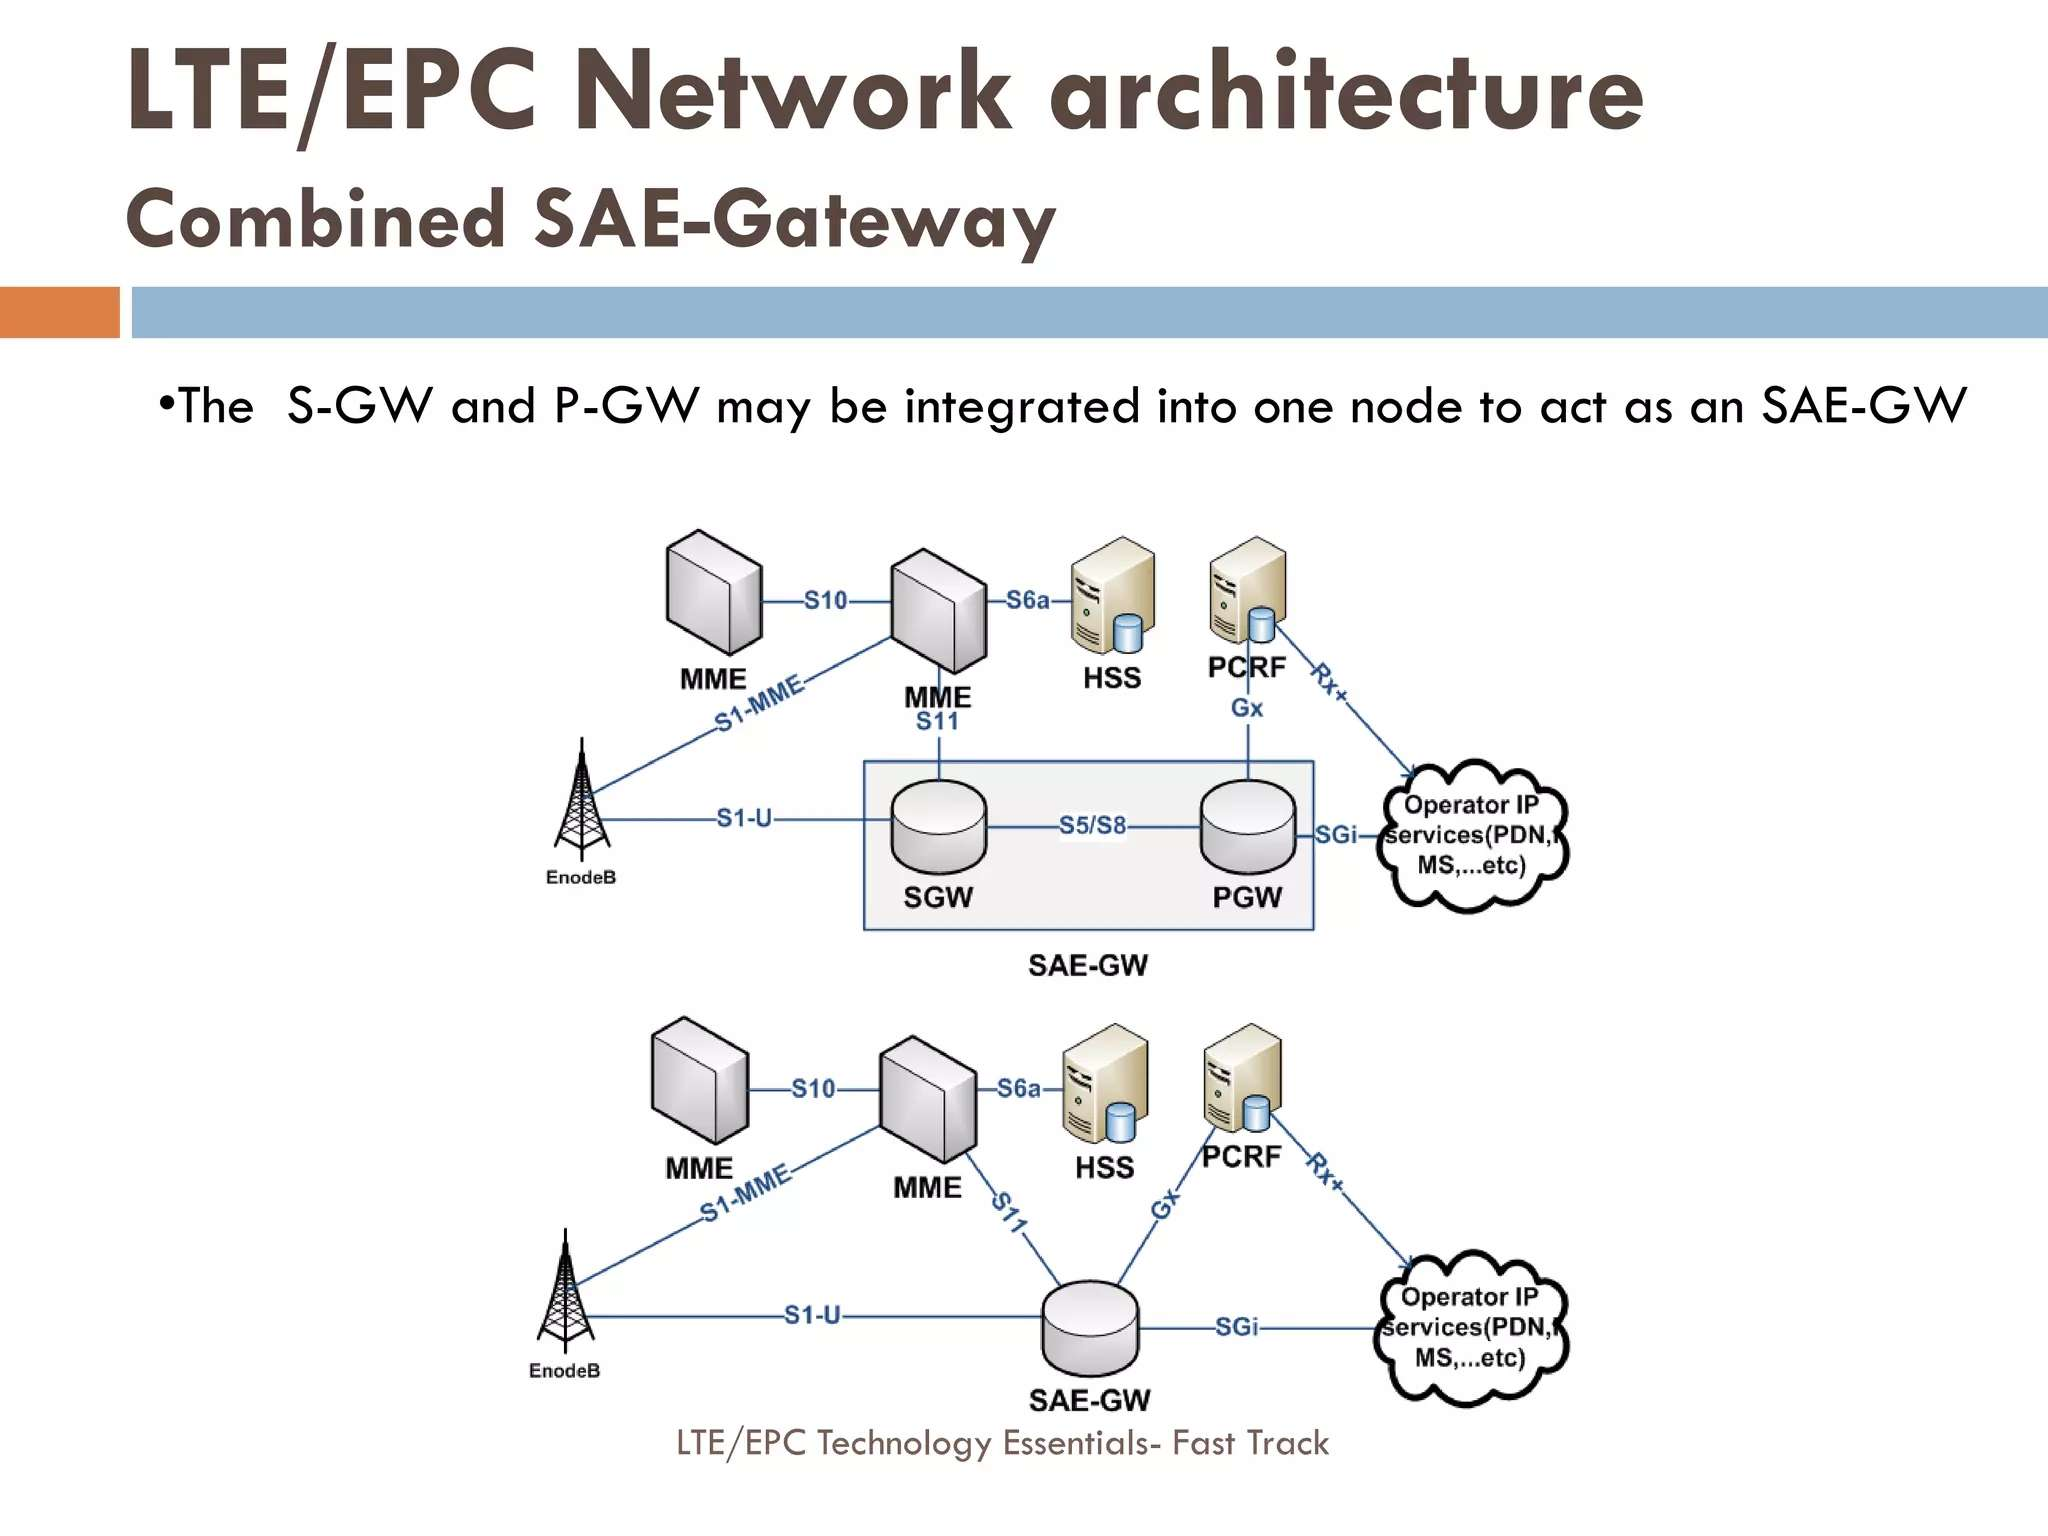 LTE/EPC Network architecture
Combined SAE-Gateway
•The S-GW and P-GW may be integrated into one node to act as an SAE-GW
S10
S6a
MME
MME
HSS
PCRF
Rx+
S1-MME
S11
Gx
EnodeB
S1-U
S5/S8
SGi
Operator IP
services(PDN,I
MS,...etc)
SGW
PGW
SAE-GW
S10
S6a
MME
MME
HSS
PCRF
Rx+
S1-MME
S11
Gx
EnodeB
S1-U
SGi
Operator IP
services(PDN,I
MS,...etc)
SAE-GW
LTE/EPC Technology Essentials- Fast Track